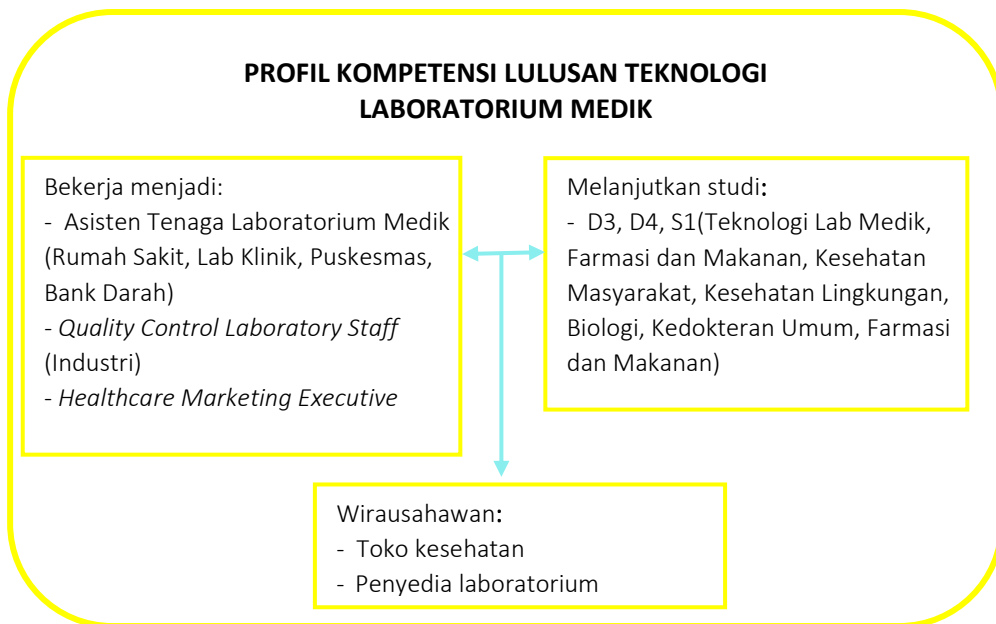 PROFIL KOMPETENSI LULUSAN TEKNOLOGI
LABORATORIUM MEDIK
Bekerja menjadi:
- Asisten Tenaga Laboratorium Medik
(Rumah Sakit, Lab Klinik, Puskesmas,
Bank Darah)
- Quality Control Laboratory Staff
(Industri)
- Healthcare Marketing Executive
Melanjutkan studi:
- D3, D4, S1(Teknologi Lab Medik,
Farmasi dan Makanan, Kesehatan
Masyarakat, Kesehatan Lingkungan,
Biologi, Kedokteran Umum, Farmasi
dan Makanan)
Wirausahawan:
- Toko kesehatan
- Penyedia laboratorium